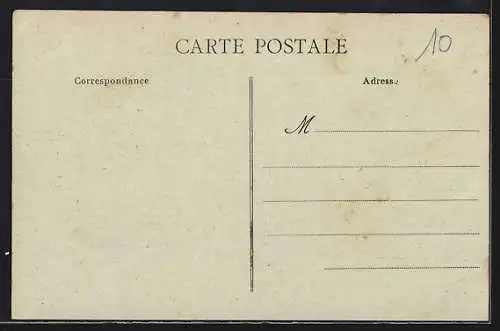 CARTE POSTALE
10
Correspondance
Adresse
M